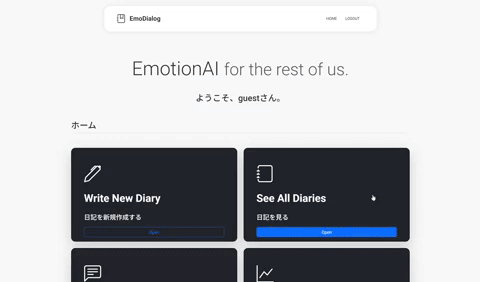 EmoDialog
HOME
LOGOUT
EmotionAI for the rest of us.
ようこそ、guestさん。
ホーム
Write New Diary
日記を新規作成する
Open
See All Diaries
日記を見る
Open